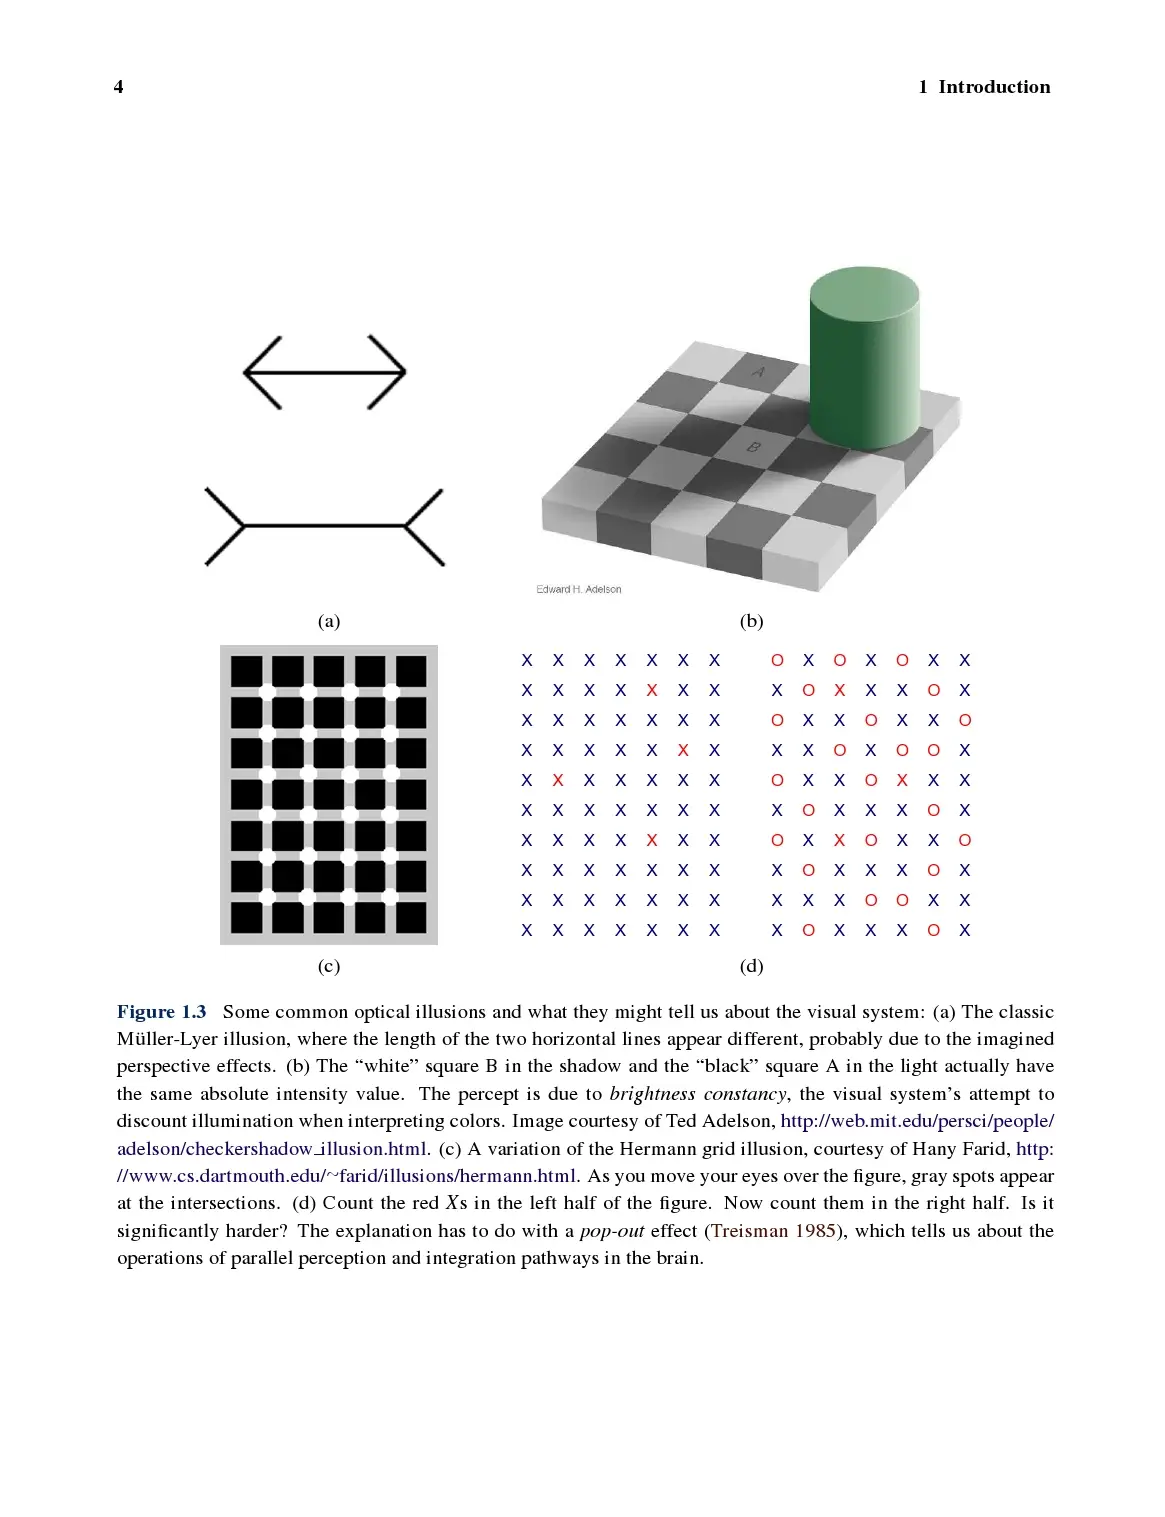 4
1 Introduction
A
B
Edward H. Adelson
(a)
(b)
X X X X X X X O X O X O X X
X X X X X X X X O X X X O X
X X X X X X X O X X O X X O
X X X X X X X X X O X O O X
X X X X X X X O X X O X X X
X X X X X X X X O X X X O X
X X X X X X X O X X O X X O
X X X X X X X X O X X X O X
X X X X X X X X X X O O X X
X X X X X X X X O X X X O X
(c)
(d)
Figure 1.3 Some common optical illusions and what they might tell us about the visual system: (a) The classic
Müller-Lyer illusion, where the length of the two horizontal lines appear different, probably due to the imagined
perspective effects. (b) The “white” square B in the shadow and the “black” square A in the light actually have
the same absolute intensity value. The percept is due to brightness constancy, the visual system’s attempt to
discount illumination when interpreting colors. Image courtesy of Ted Adelson, http://web.mit.edu/persci/people/
adelson/checkershadow_illusion.html. (c) A variation of the Hermann grid illusion, courtesy of Hany Farid, http:
//www.cs.dartmouth.edu/~farid/illusions/hermann.html. As you move your eyes over the figure, gray spots appear
at the intersections. (d) Count the red Xs in the left half of the figure. Now count them in the right half. Is it
significantly harder? The explanation has to do with a pop-out effect (Treisman 1985), which tells us about the
operations of parallel perception and integration pathways in the brain.